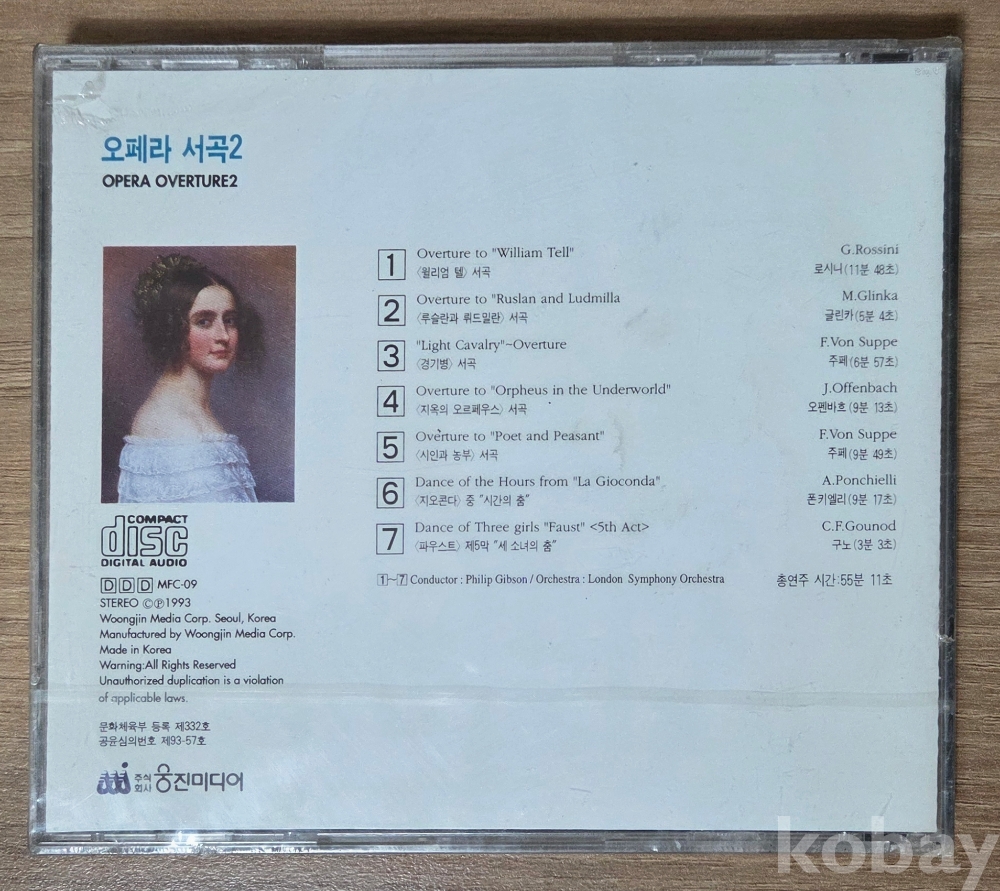 오페라 서곡2
OPERA OVERTURE2
1 Overture to "William Tell" G.Rossini
〈윌리엄 텔〉 서곡 로시니(11분 48초)
2 Overture to "Ruslan and Ludmilla M.Glinka
〈루슬란과 뤼드밀란〉 서곡 글린카(5분 4초)
3 "Light Cavalry"~Overture F.Von Suppe
〈경기병〉 서곡 주페(6분 57초)
4 Overture to "Orpheus in the Underworld" J.Offenbach
〈지옥의 오르페우스〉 서곡 오펜바흐(9분 13초)
5 Overture to "Poet and Peasant" F.Von Suppe
〈시인과 농부〉 서곡 주페(9분 49초)
6 Dance of the Hours from "La Gioconda" A.Ponchielli
〈지오콘다〉 중 "시간의 춤" 폰키엘리(9분 17초)
7 Dance of Three girls "Faust" <5th Act> C.F.Gounod
〈파우스트〉 제5막 "세 소녀의 춤" 구노(3분 3초)
1~7 Conductor : Philip Gibson / Orchestra : London Symphony Orchestra 총연주 시간:55분 11초
COMPACT
disc
DIGITAL AUDIO
DDD MFC-09
STEREO ©℗1993
Woongjin Media Corp. Seoul, Korea
Manufactured by Woongjin Media Corp.
Made in Korea
Warning:All Rights Reserved
Unauthorized duplication is a violation
of applicable laws.
문화체육부 등록 제332호
공윤심의번호 제93-57호
주식회사 웅진미디어
kobay